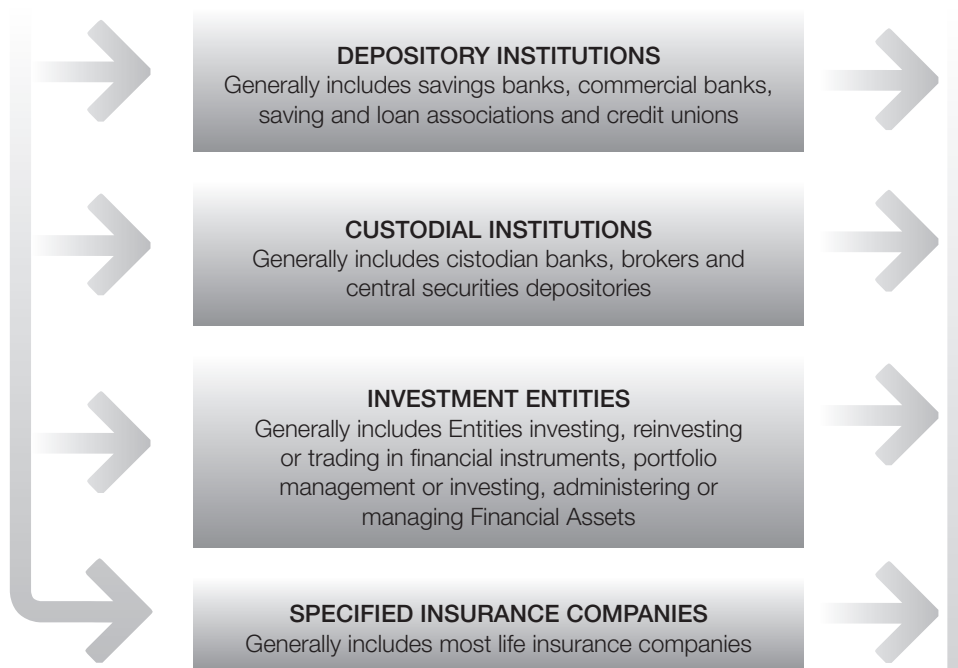 DEPOSITORY INSTITUTIONS
Generally includes savings banks, commercial banks,
saving and loan associations and credit unions
CUSTODIAL INSTITUTIONS
Generally includes cistodian banks, brokers and
central securities depositories
INVESTMENT ENTITIES
Generally includes Entities investing, reinvesting
or trading in financial instruments, portfolio
management or investing, administering or
managing Financial Assets
SPECIFIED INSURANCE COMPANIES
Generally includes most life insurance companies